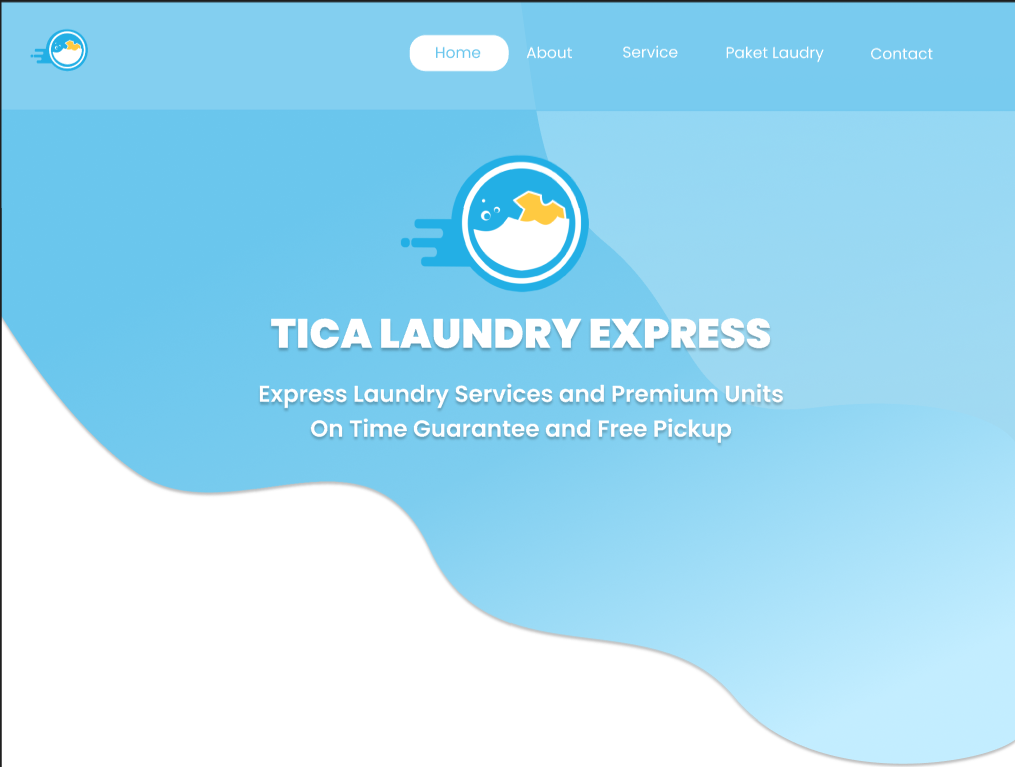 Home About Service Paket Laudry Contact
TICA LAUNDRY EXPRESS
Express Laundry Services and Premium Units
On Time Guarantee and Free Pickup